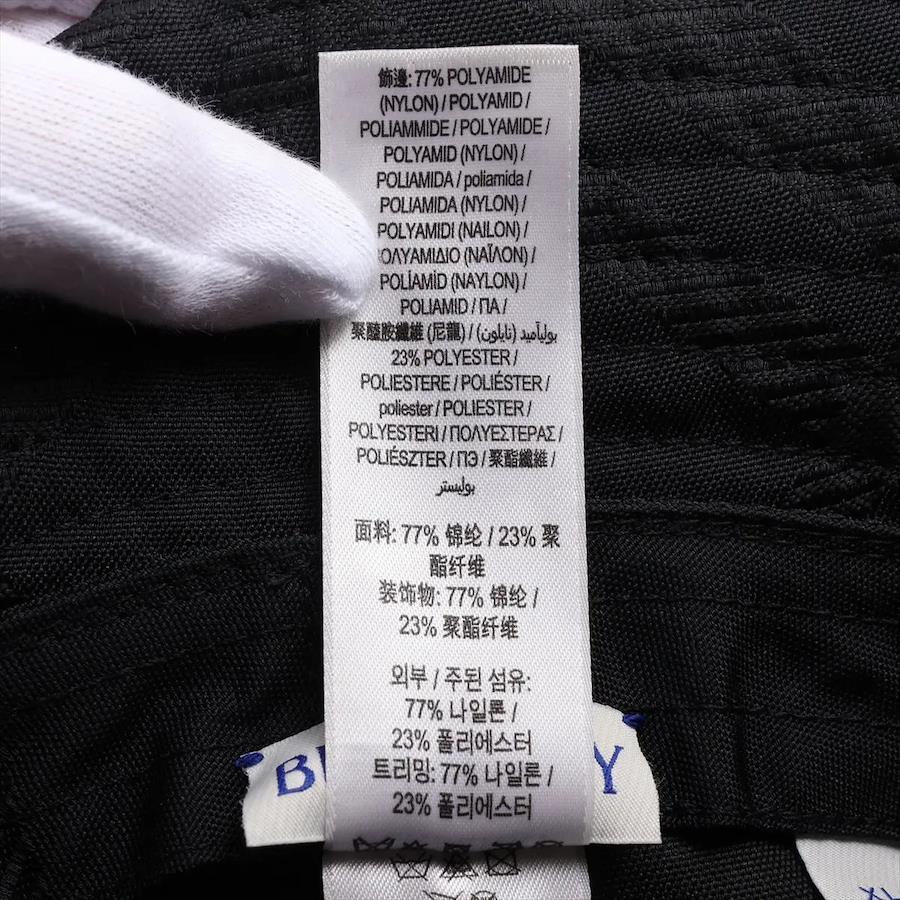 飾邊: 77% POLYAMIDE
(NYLON) / POLYAMID /
POLIAMMIDE / POLYAMIDE /
POLYAMID (NYLON) /
POLIAMIDA / poliamida /
POLIAMIDA (NYLON) /
POLYAMIDI (NAILON) /
ΟΛΥΑΜΙΔΙΟ (ΝΑΪΛΟΝ) /
POLİAMİD (NAYLON) /
POLIAMID / ПА /
聚醯胺纖維 (尼龍) / بولياميد (نايلون) /
23% POLYESTER /
POLIESTERE / POLIÉSTER /
poliester / POLIESTER /
POLYESTERI / ΠΟΛΥΕΣΤΕΡΑΣ /
POLIÉSZTER / ПЭ / 聚酯纖維 /
بوليستر
面料: 77% 锦纶 / 23% 聚
酯纤维
装饰物: 77% 锦纶 /
23% 聚酯纤维
외부 / 주된 섬유:
77% 나일론 /
23% 폴리에스터
트리밍: 77% 나일론 /
23% 폴리에스터
B Y